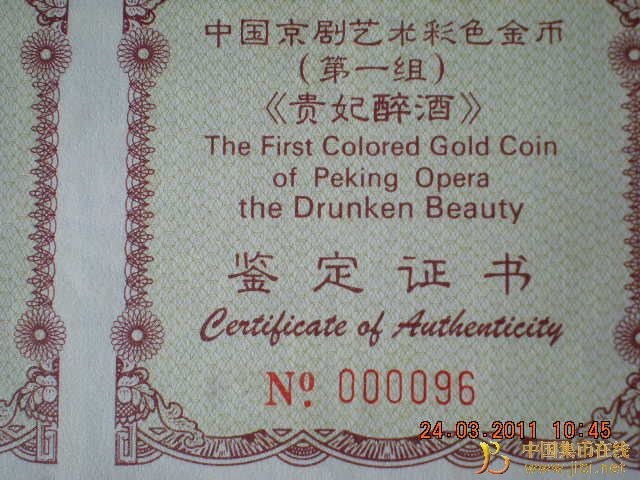 中国京剧艺术彩色金币
（第一组）
《贵妃醉酒》
The First Colored Gold Coin
of Peking Opera
the Drunken Beauty
鉴定证书
Certificate of Authenticity
Nº 000096
24.03.2011 10:45
中国集币在线
www.jibi.net